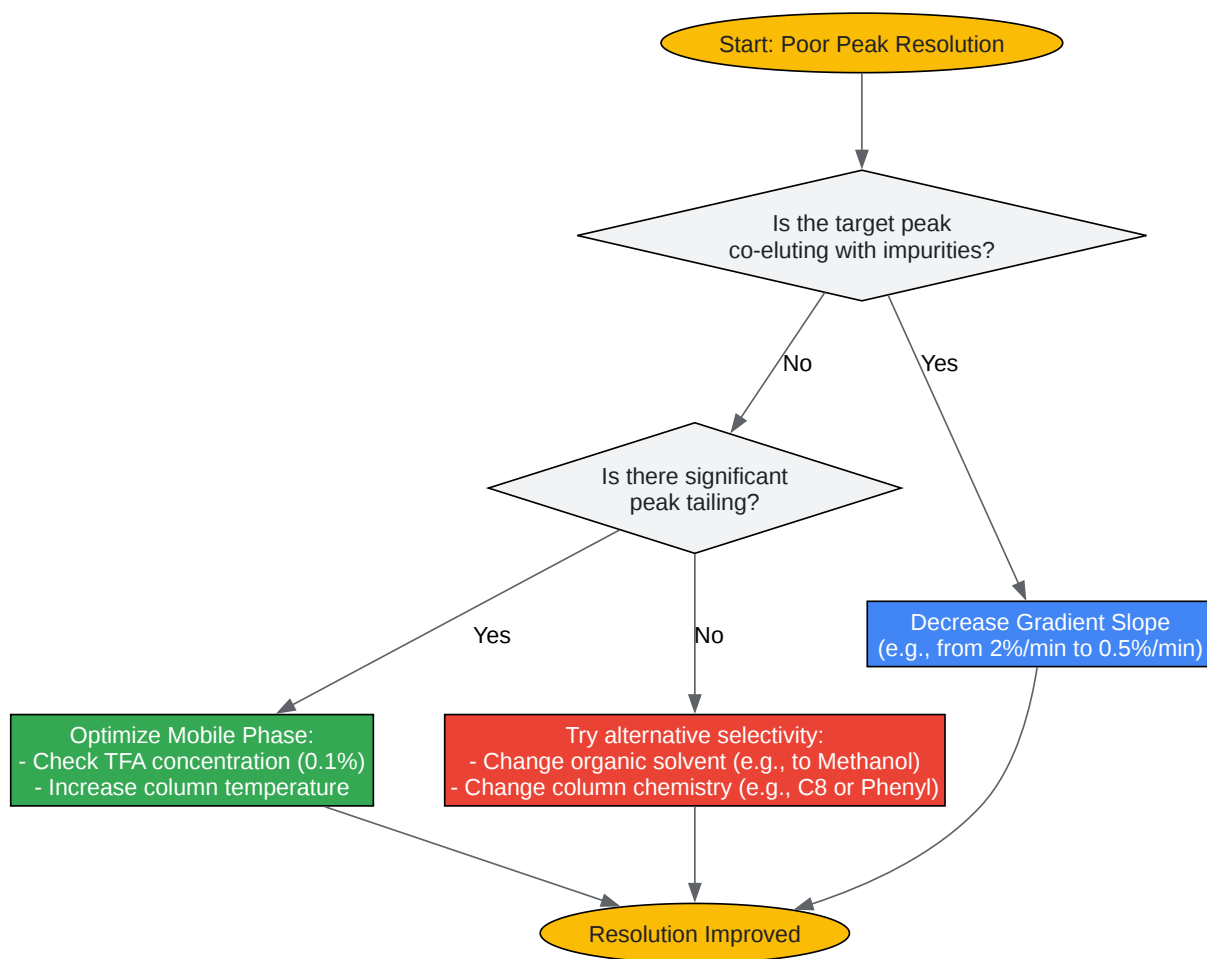 Start: Poor Peak Resolution
Is the target peak
co-eluting with impurities?
No
Yes
Is there significant
peak tailing?
Yes
No
Decrease Gradient Slope
(e.g., from 2%/min to 0.5%/min)
Optimize Mobile Phase:
- Check TFA concentration (0.1%)
- Increase column temperature
Try alternative selectivity:
- Change organic solvent (e.g., to Methanol)
- Change column chemistry (e.g., C8 or Phenyl)
Resolution Improved